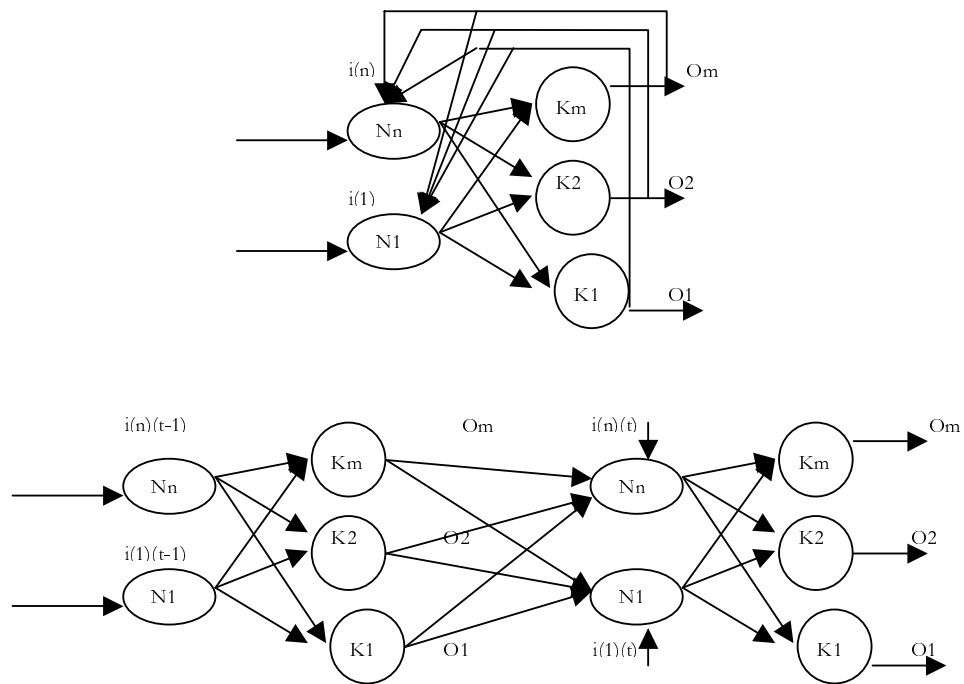 i(n)
Om
Km
Nn
K2
O2
i(1)
N1
K1
O1
i(n)(t-1)
Om
i(n)(t)
Om
Km
Km
Nn
Nn
K2
O2
K2
O2
i(1)(t-1)
N1
N1
K1
O1
i(1)(t)
K1
O1